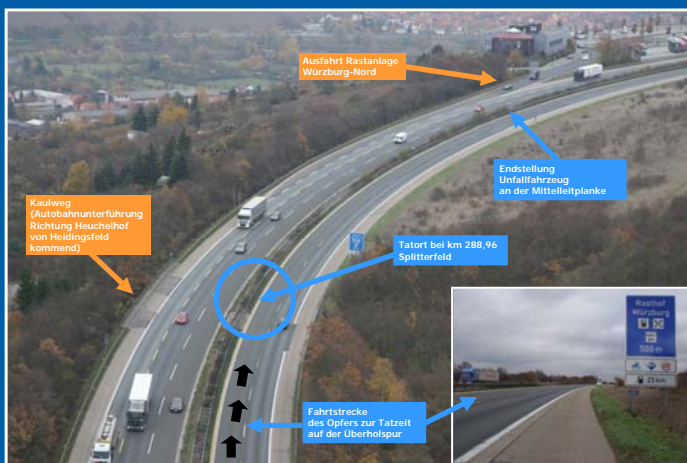 Ausfahrt Rastanlage
Würzburg-Nord
Endstellung
Unfallfahrzeug
an der Mittelleitplanke
Kaulweg
(Autobahnunterführung
Richtung Heuchelhof
von Heidingsfeld
kommend)
Tatort bei km 288,96
Splitterfeld
Fahrtstrecke
des Opfers zur Tatzeit
auf der Überholspur
Rasthof
Würzburg
500 m
23 km